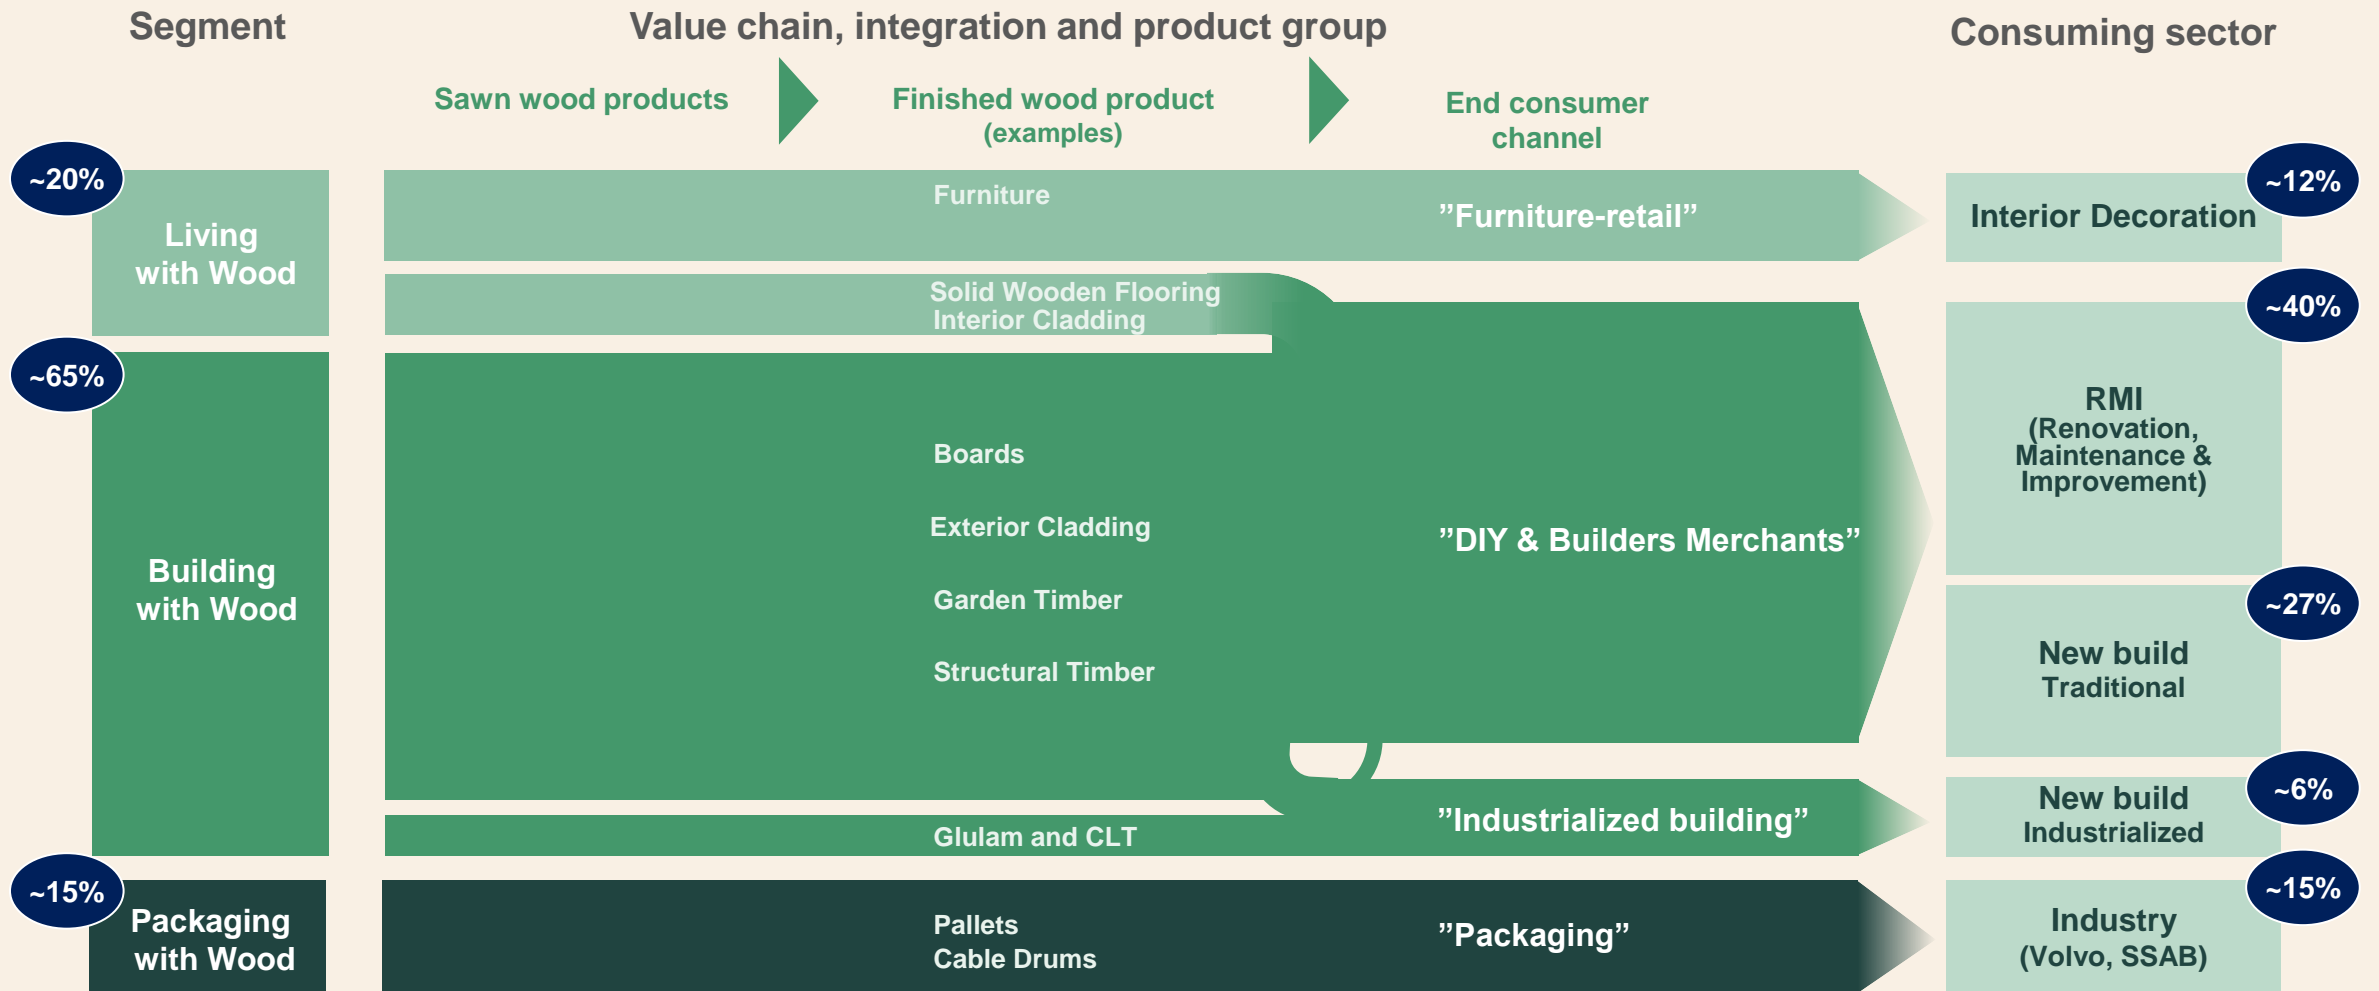 Segment
Value chain, integration and product group
Consuming sector
Sawn wood products
Finished wood product
(examples)
End consumer
channel
~20%
Living
with Wood
Furniture
”Furniture-retail”
Interior Decoration
~12%
Solid Wooden Flooring
Interior Cladding
~65%
Building
with Wood
Boards
Exterior Cladding
Garden Timber
Structural Timber
”DIY & Builders Merchants”
~40%
RMI
(Renovation,
Maintenance &
Improvement)
~27%
New build
Traditional
Glulam and CLT
”Industrialized building”
~6%
New build
Industrialized
~15%
Packaging
with Wood
Pallets
Cable Drums
”Packaging”
~15%
Industry
(Volvo, SSAB)